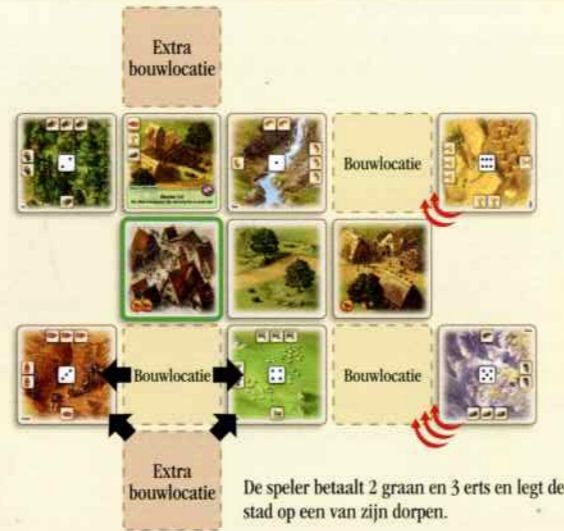 Extra
bouwlocatie
Bouwlocatie
Bouwlocatie
Bouwlocatie
Extra
bouwlocatie
De speler betaalt 2 graan en 3 erts en legt de
stad op een van zijn dorpen.